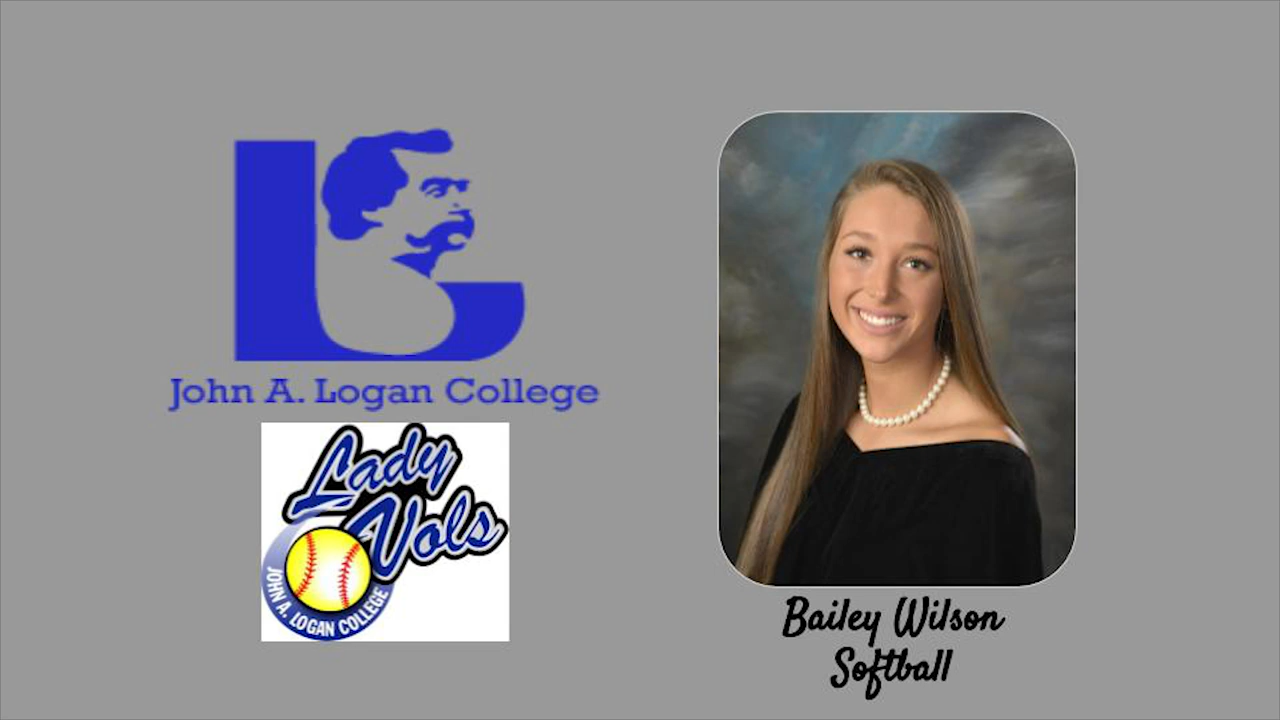 John A. Logan College
Lady
Vols
JOHN A. LOGAN COLLEGE
Bailey Wilson
Softball